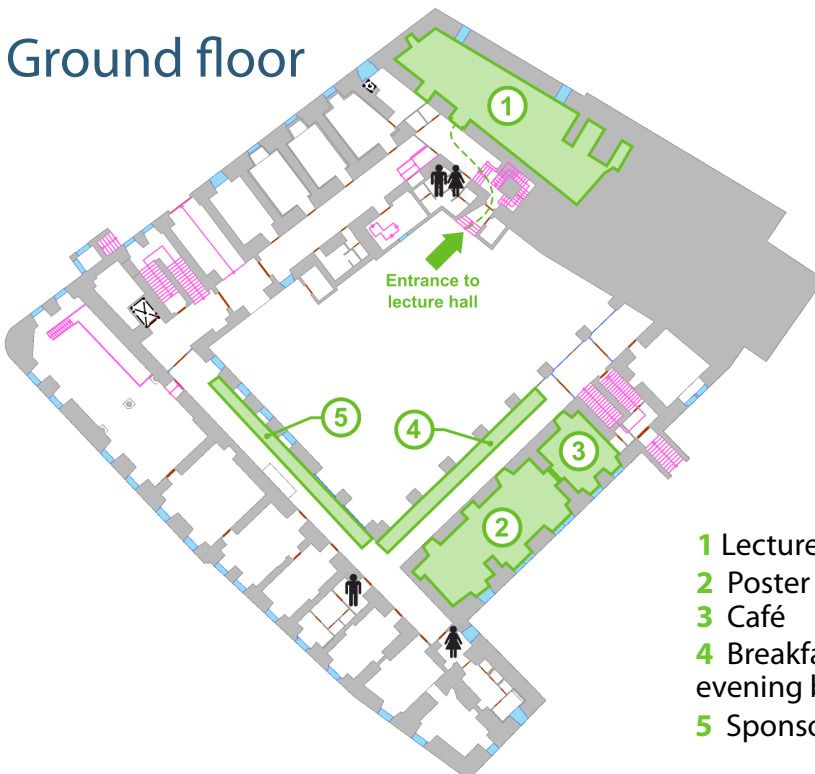 Ground floor
1
Entrance to
lecture hall
5
4
3
2
1 Lecture
2 Poster
3 Café
4 Breakfa
evening b
5 Sponso